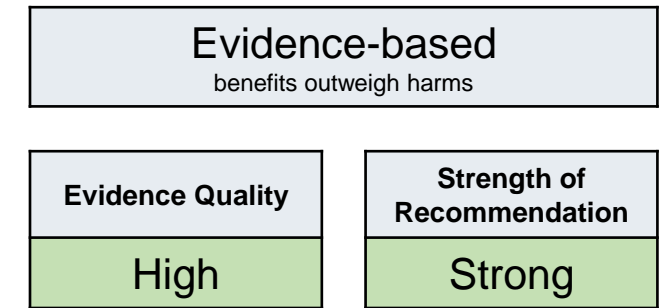 Evidence-based
benefits outweigh harms
Evidence Quality
High
Strength of
Recommendation
Strong